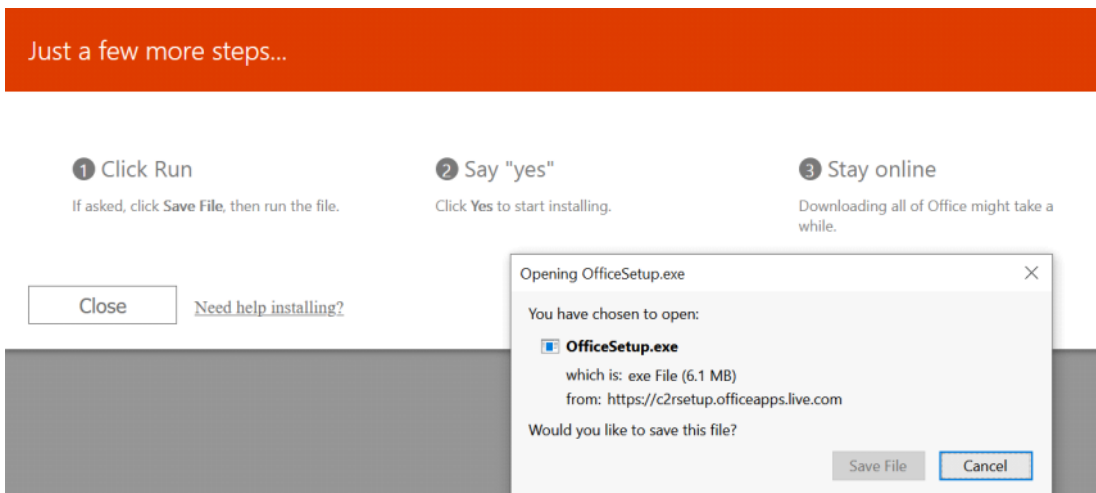 Just a few more steps...
1 Click Run
If asked, click Save File, then run the file.
2 Say "yes"
Click Yes to start installing.
3 Stay online
Downloading all of Office might take a
while.
Close
Need help installing?
Opening OfficeSetup.exe
You have chosen to open:
OfficeSetup.exe
which is: exe File (6.1 MB)
from: https://c2rsetup.officeapps.live.com
Would you like to save this file?
Save File
Cancel